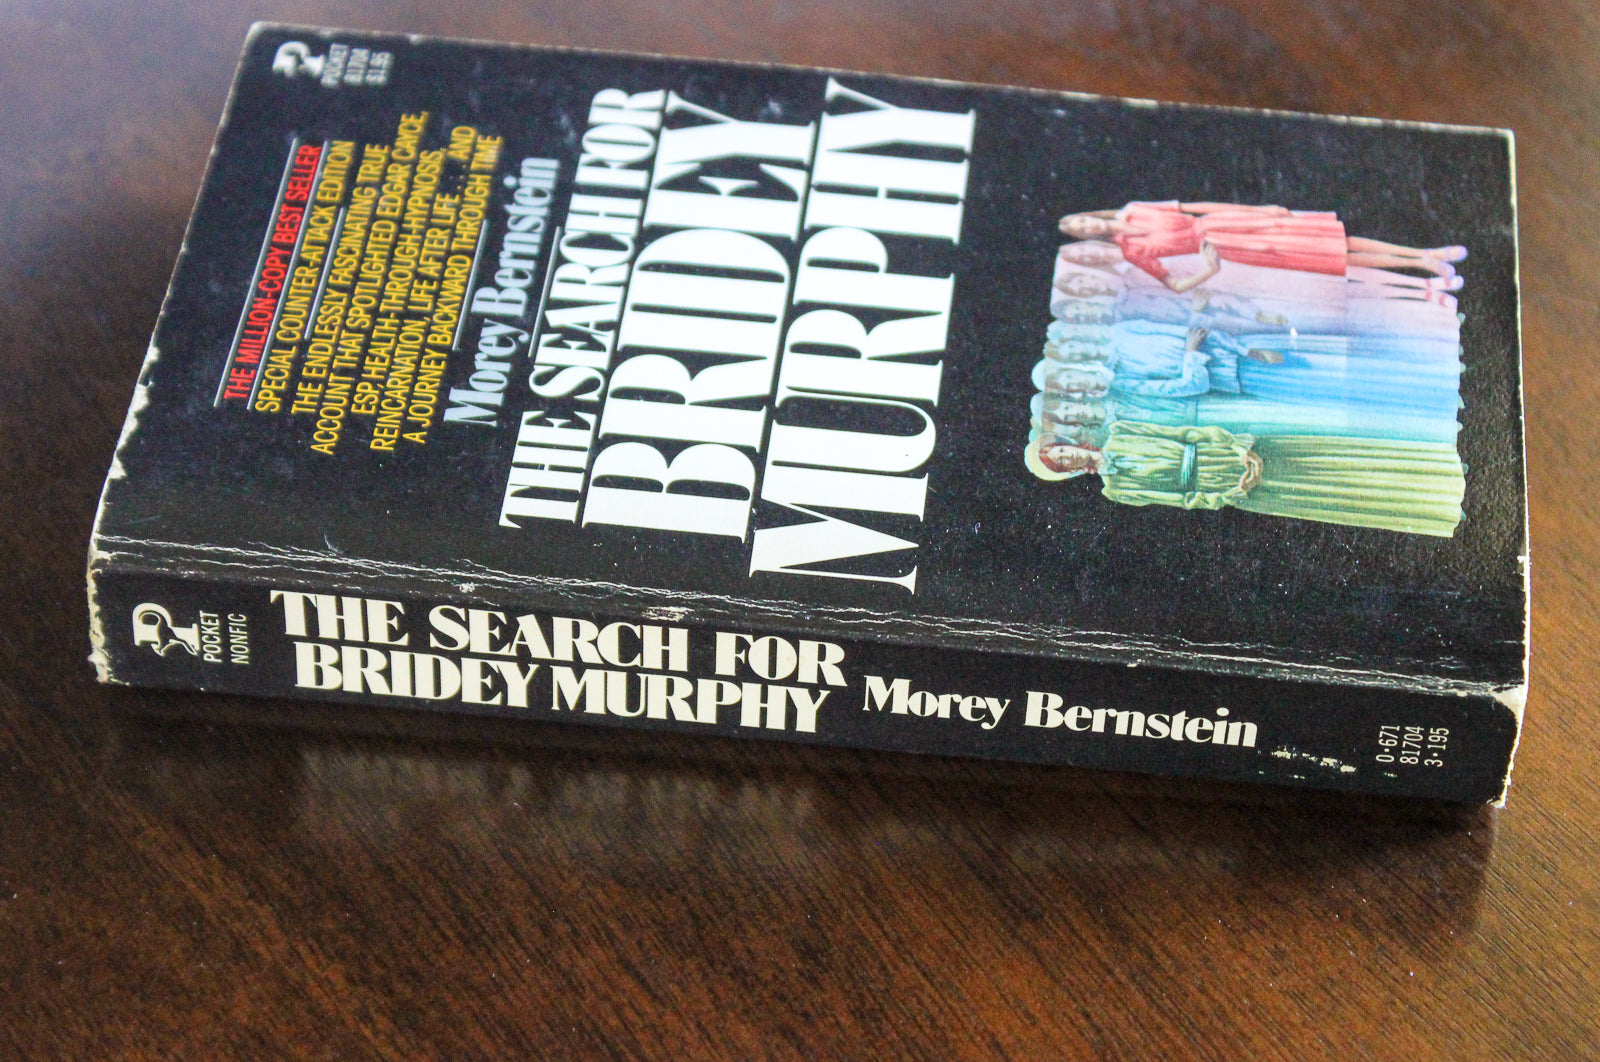 POCKET
81704
$1.95
THE MILLION-COPY BEST SELLER
SPECIAL COUNTER-ATTACK EDITION
THE ENDLESSLY FASCINATING TRUE
ACCOUNT THAT SPOTLIGHTED EDGAR CAYCE,
ESP, HEALTH-THROUGH-HYPNOSIS,
REINCARNATION, LIFE AFTER LIFE . . . AND
A JOURNEY BACKWARD THROUGH TIME
Morey Bernstein
THE SEARCH FOR
BRIDEY
MURPHY
POCKET
NONFIC
THE SEARCH FOR
BRIDEY MURPHY
Morey Bernstein
0·671
81704
3·195